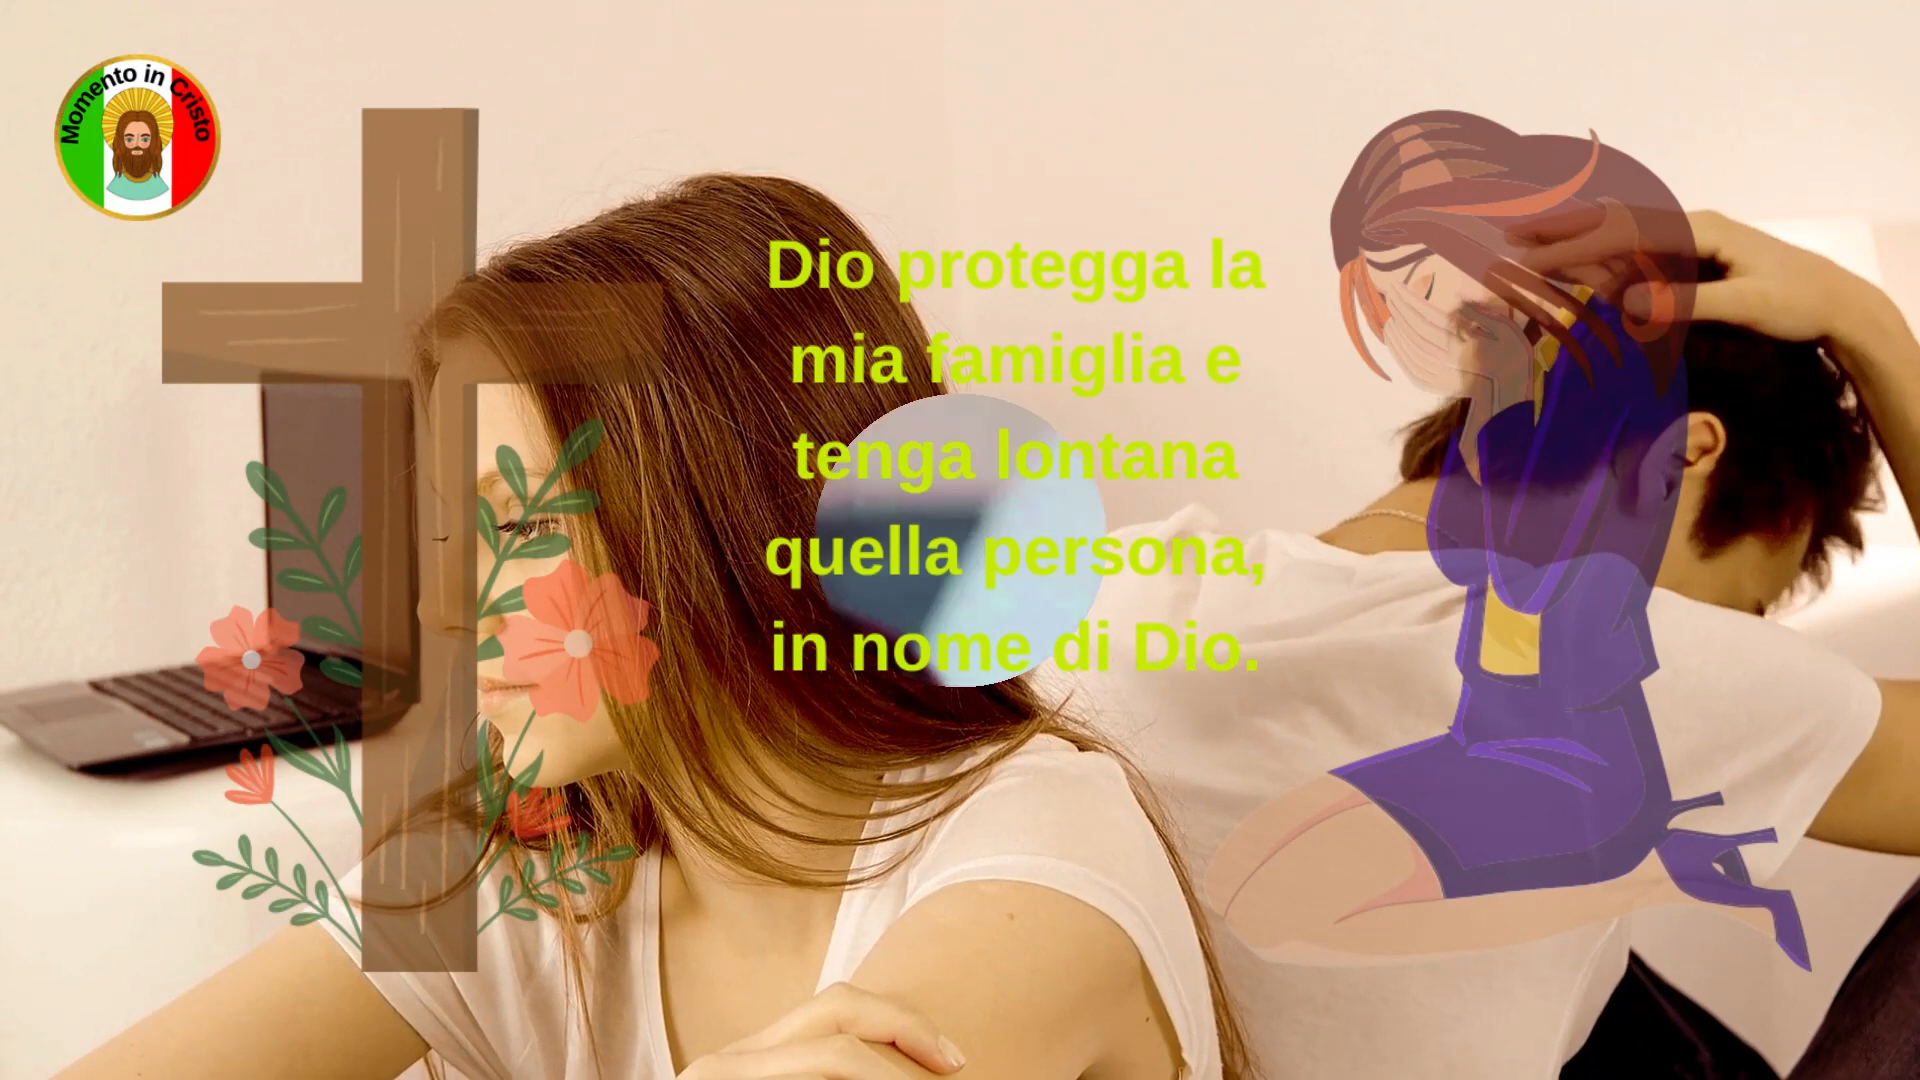 Momento in Cristo
Dio protegga la
mia famiglia e
tenga lontana
quella persona,
in nome di Dio.